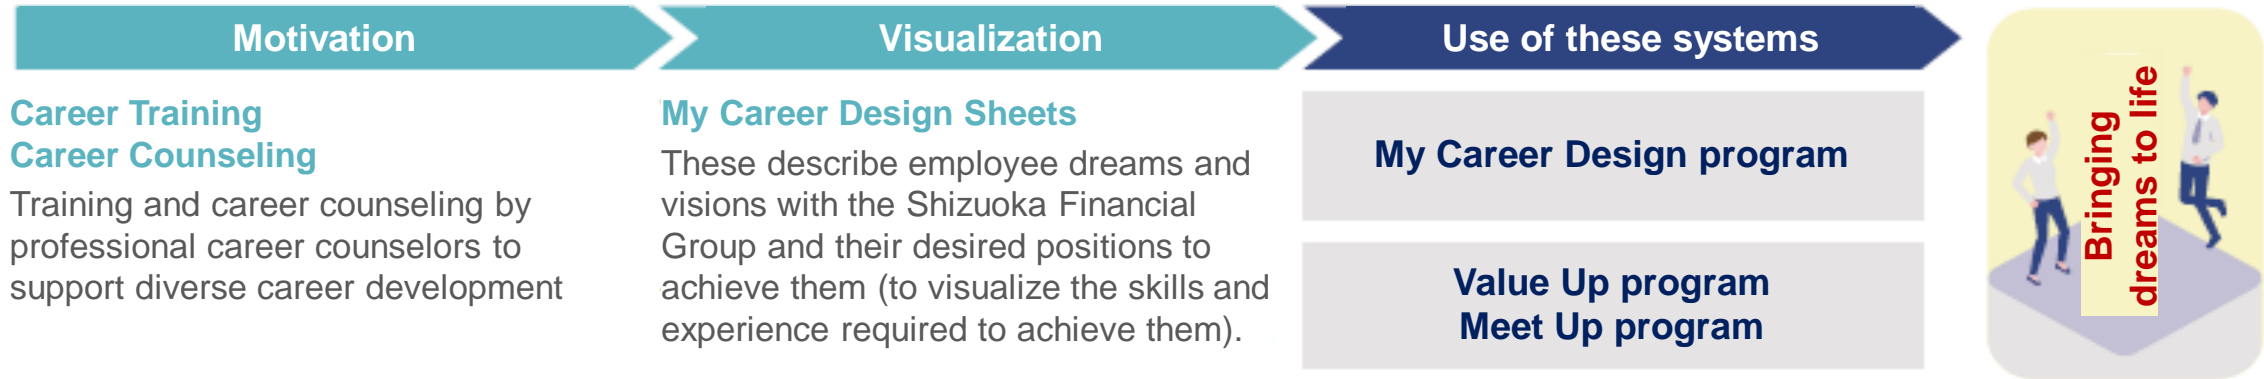 Motivation
Career Training
Career Counseling
Training and career counseling by
professional career counselors to
support diverse career development
Visualization
My Career Design Sheets
These describe employee dreams and
visions with the Shizuoka Financial
Group and their desired positions to
achieve them (to visualize the skills and
experience required to achieve them).
Use of these systems
My Career Design program
Value Up program
Meet Up program
Bringing
dreams to life